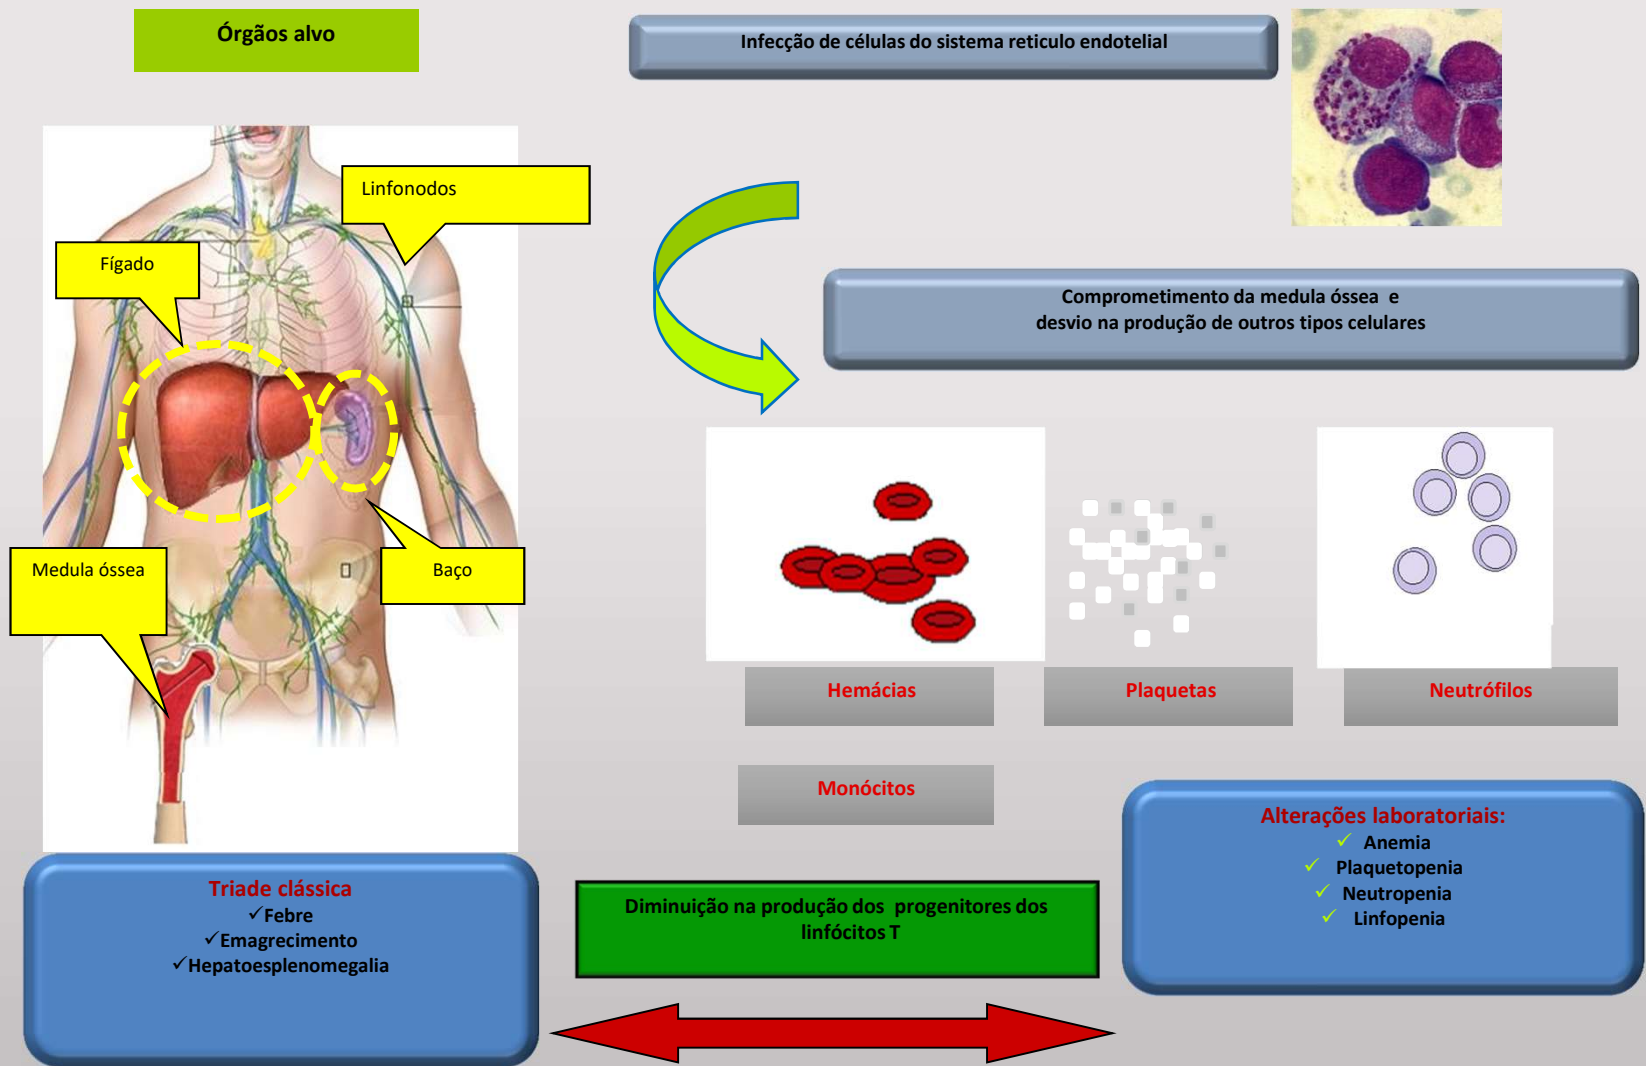 Órgãos alvo
Infecção de células do sistema reticulo endotelial
Linfonodos
Fígado
Comprometimento da medula óssea e
desvio na produção de outros tipos celulares
Medula óssea
Baço
Hemácias
Plaquetas
Neutrófilos
Monócitos
Alterações laboratoriais:
✓ Anemia
✓ Plaquetopenia
✓ Neutropenia
✓ Linfopenia
Triade clássica
✓Febre
✓Emagrecimento
✓Hepatoesplenomegalia
Diminuição na produção dos progenitores dos
linfócitos T